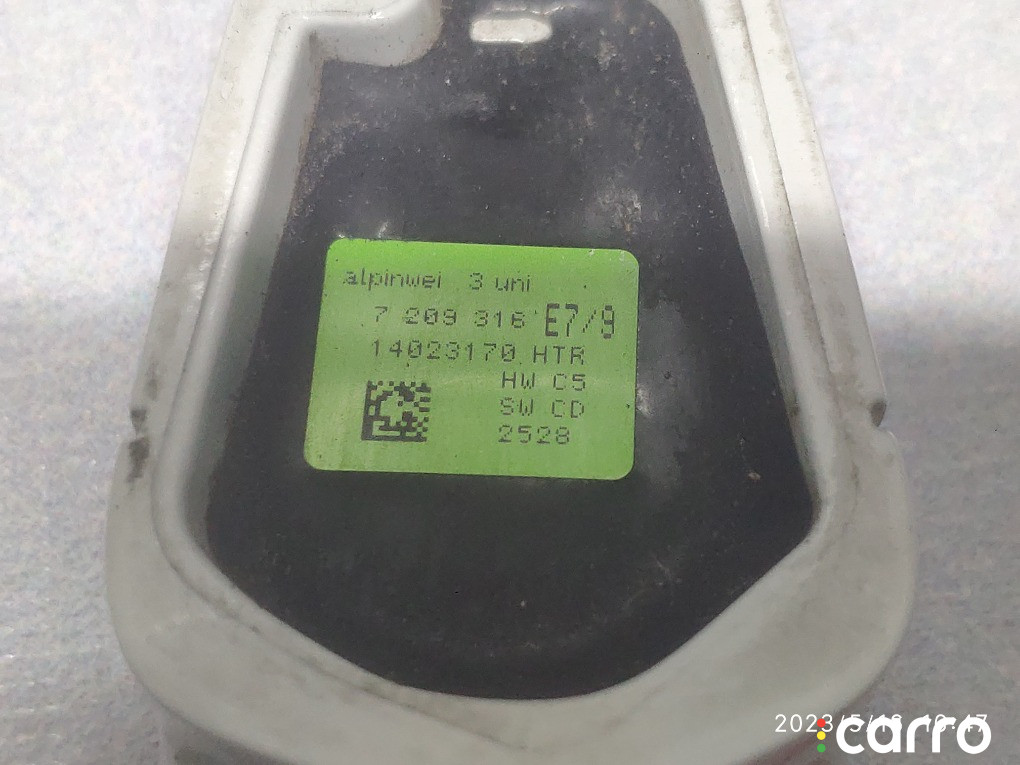 alpinwei 3 uni
7 209 316 E7/9
14023170 HTR
HW C5
SW CD
2528
carro